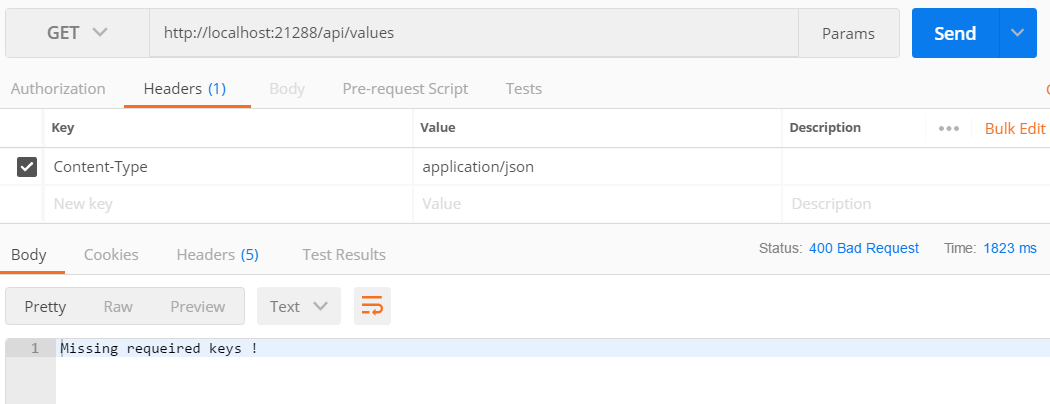 GET http://localhost:21288/api/values Params Send
Authorization Headers (1) Body Pre-request Script Tests
Key Value Description ••• Bulk Edit
Content-Type application/json
New key Value Description
Body Cookies Headers (5) Test Results Status: 400 Bad Request Time: 1823 ms
Pretty Raw Preview Text
1 Missing requeired keys !